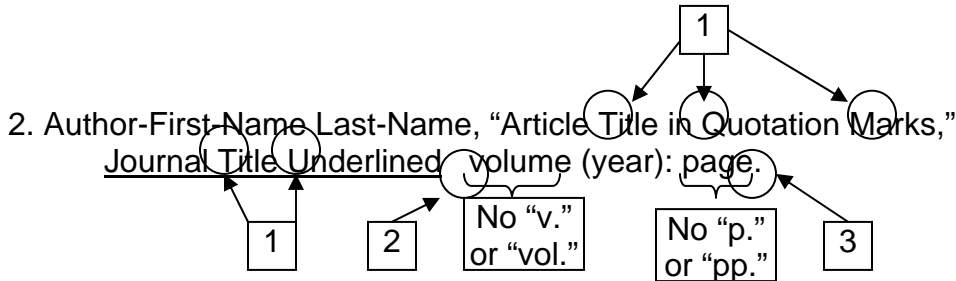 1
2. Author-First-Name Last-Name, “Article Title in Quotation Marks,”
Journal Title Underlined volume (year): page.
1
2
No “v.”
or “vol.”
No “p.”
or “pp.”
3